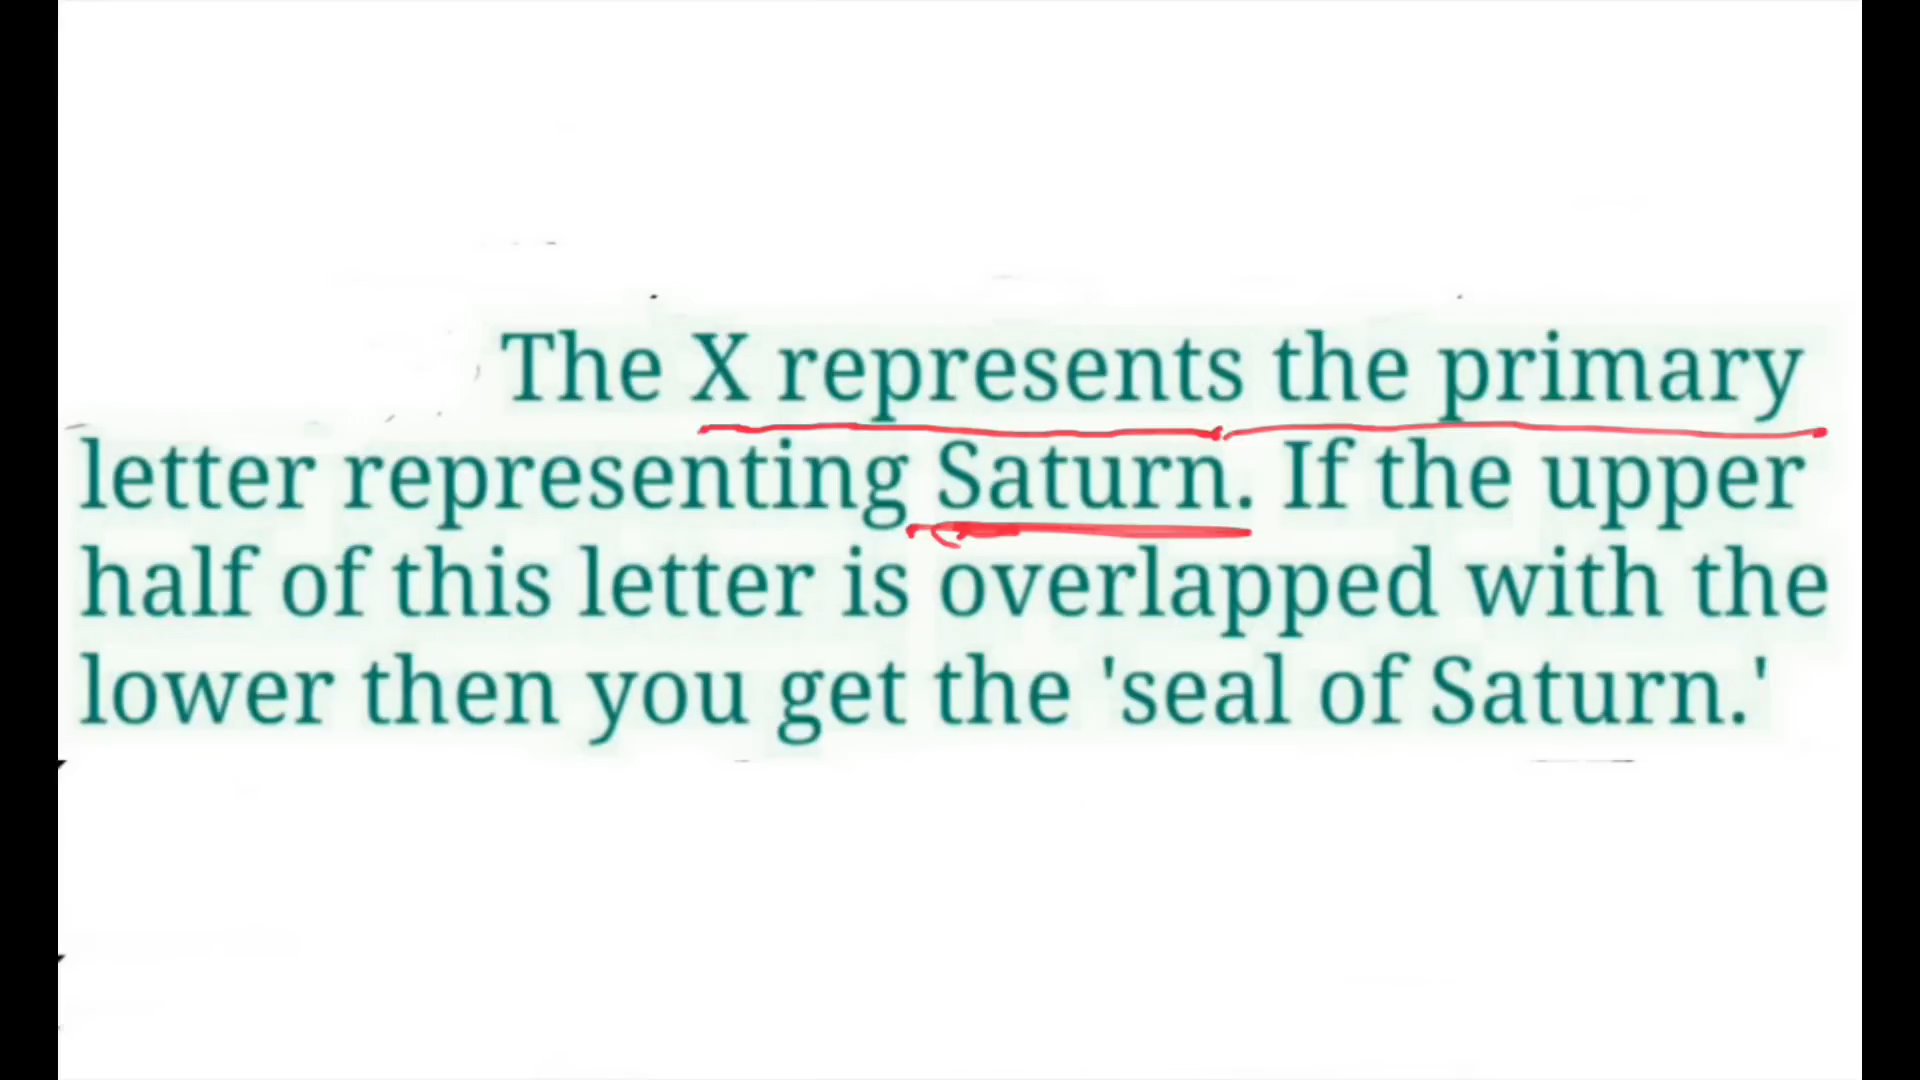 The X represents the primary
letter representing Saturn. If the upper
half of this letter is overlapped with the
lower then you get the 'seal of Saturn.'